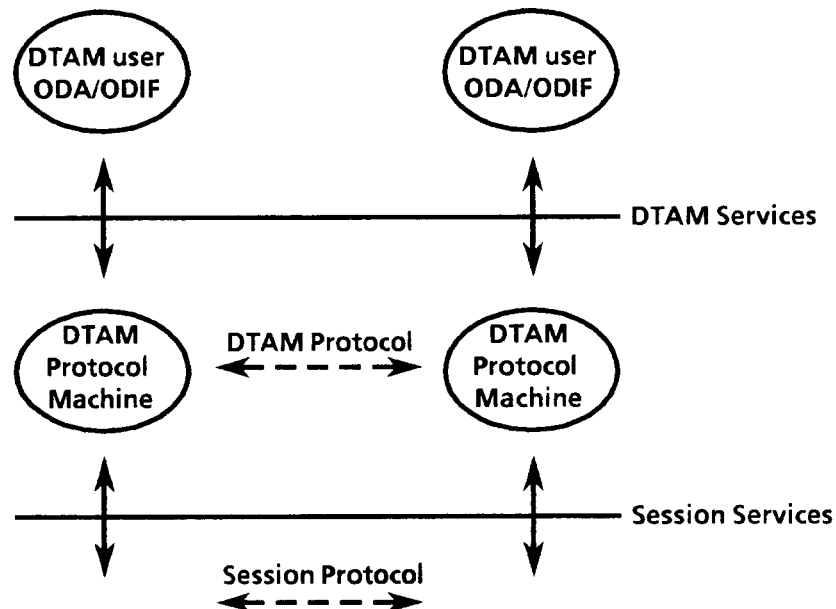 DTAM user
ODA/ODIF
DTAM user
ODA/ODIF
DTAM Services
DTAM
Protocol
Machine
DTAM Protocol
DTAM
Protocol
Machine
Session Services
Session Protocol